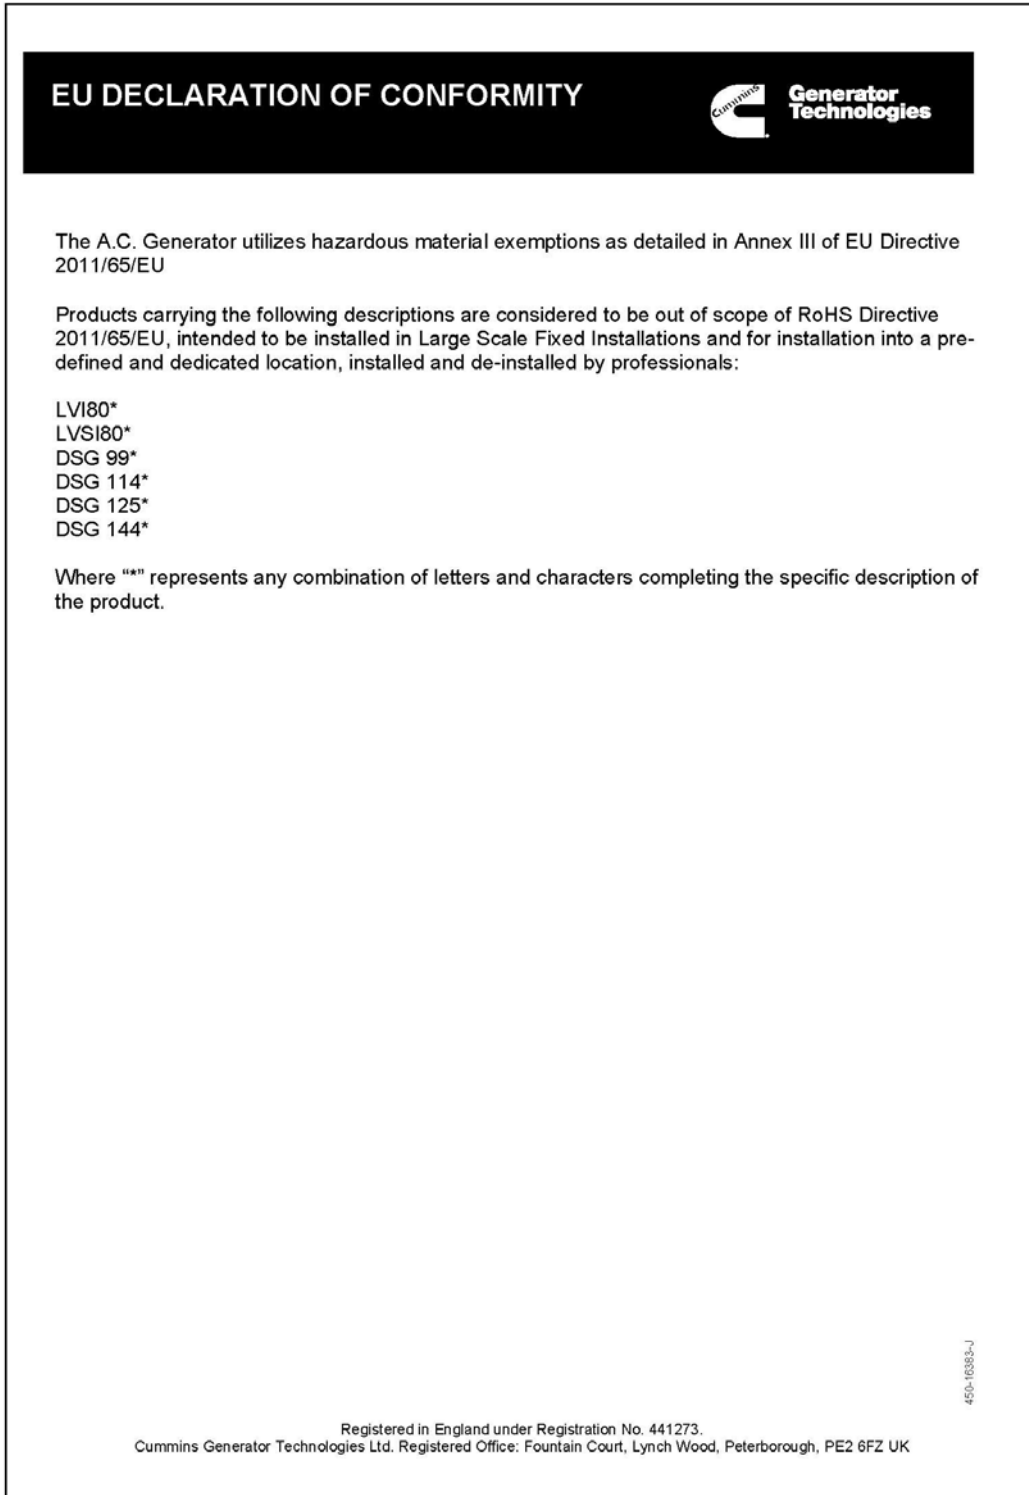 EU DECLARATION OF CONFORMITY
Cummins
Generator
Technologies
The A.C. Generator utilizes hazardous material exemptions as detailed in Annex III of EU Directive
2011/65/EU
Products carrying the following descriptions are considered to be out of scope of RoHS Directive
2011/65/EU, intended to be installed in Large Scale Fixed Installations and for installation into a pre-
defined and dedicated location, installed and de-installed by professionals:
LVI80*
LVSI80*
DSG 99*
DSG 114*
DSG 125*
DSG 144*
Where “*” represents any combination of letters and characters completing the specific description of
the product.
450-16383-J
Registered in England under Registration No. 441273.
Cummins Generator Technologies Ltd. Registered Office: Fountain Court, Lynch Wood, Peterborough, PE2 6FZ UK